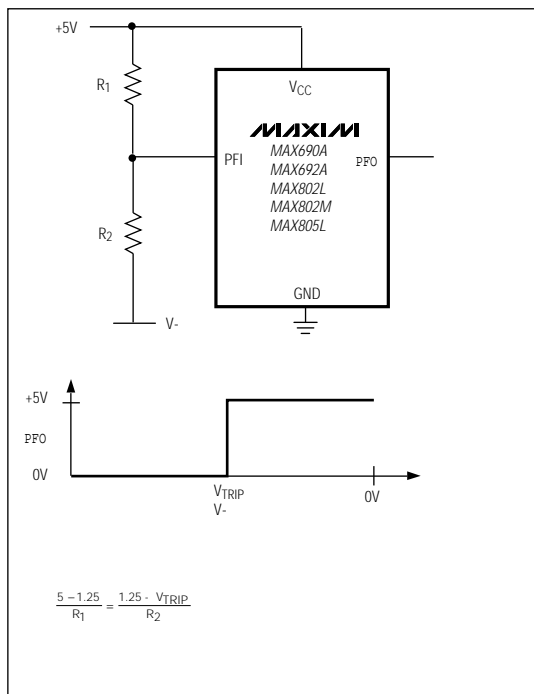 +5V
R1
VCC
MAXIM
MAX690A
PFI
PFO
MAX692A
MAX802L
MAX802M
R2
MAX805L
GND
V-
+5V
PFO
0V
VTRIP
0V
V-
5 – 1.25 / R1 = 1.25 - VTRIP / R2